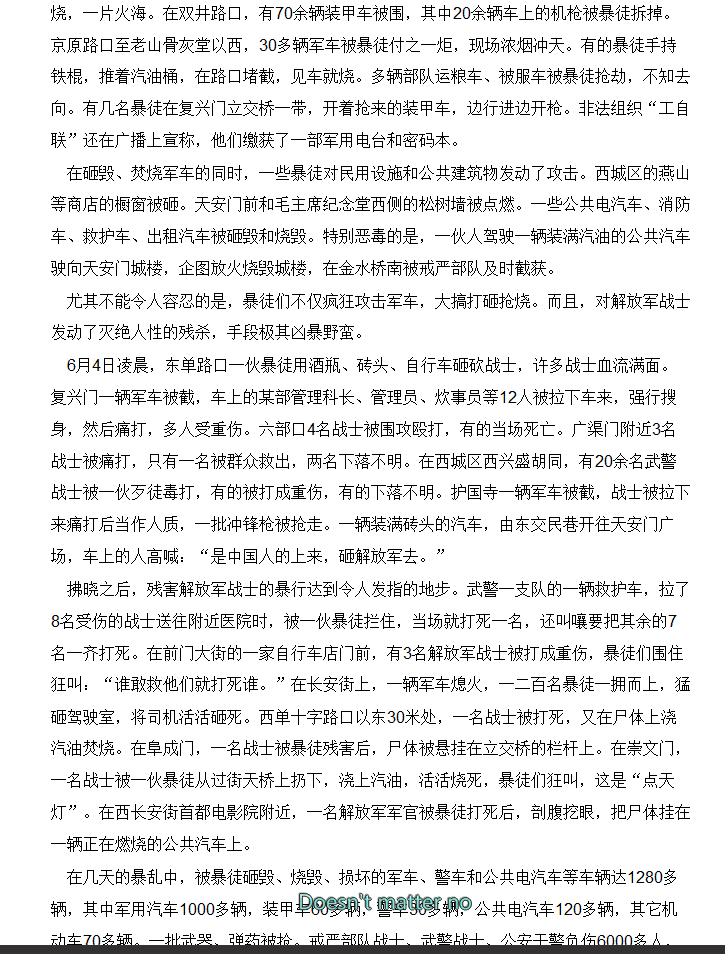 烧，一片火海。在双井路口，有70余辆装甲车被围，其中20余辆车上的机枪被暴徒拆掉。
京原路口至老山骨灰堂以西，30多辆军车被暴徒付之一炬，现场浓烟冲天。有的暴徒手持
铁棍，推着汽油桶，在路口堵截，见车就烧。多辆部队运粮车、被服车被暴徒抢劫，不知去
向。有几名暴徒在复兴门立交桥一带，开着抢来的装甲车，边行进边开枪。非法组织“工自
联”还在广播上宣称，他们缴获了一部军用电台和密码本。
在砸毁、焚烧军车的同时，一些暴徒对民用设施和公共建筑物发动了攻击。西城区的燕山
等商店的橱窗被砸。天安门前和毛主席纪念堂西侧的松树墙被点燃。一些公共电汽车、消防
车、救护车、出租汽车被砸毁和烧毁。特别恶毒的是，一伙人驾驶一辆装满汽油的公共汽车
驶向天安门城楼，企图放火烧毁城楼，在金水桥南被戒严部队及时截获。
尤其不能令人容忍的是，暴徒们不仅疯狂攻击军车，大搞打砸抢烧。而且，对解放军战士
发动了灭绝人性的残杀，手段极其凶暴野蛮。
6月4日凌晨，东单路口一伙暴徒用酒瓶、砖头、自行车砸砍战士，许多战士血流满面。
复兴门一辆军车被截，车上的某部管理科长、管理员、炊事员等12人被拉下车来，强行搜
身，然后痛打，多人受重伤。六部口4名战士被围攻殴打，有的当场死亡。广渠门附近3名
战士被痛打，只有一名被群众救出，两名下落不明。在西城区西兴盛胡同，有20余名武警
战士被一伙歹徒毒打，有的被打成重伤，有的下落不明。护国寺一辆军车被截，战士被拉下
来痛打后当作人质，一批冲锋枪被抢走。一辆装满砖头的汽车，由东交民巷开往天安门广
场，车上的人高喊：“是中国人的上来，砸解放军去。”
拂晓之后，残害解放军战士的暴行达到令人发指的地步。武警一支队的一辆救护车，拉了
8名受伤的战士送往附近医院时，被一伙暴徒拦住，当场就打死一名，还叫嚷要把其余的7
名一齐打死。在前门大街的一家自行车店门前，有3名解放军战士被打成重伤，暴徒们围住
狂叫：“谁敢救他们就打死谁。”在长安街上，一辆军车熄火，一二百名暴徒一拥而上，猛
砸驾驶室，将司机活活砸死。西单十字路口以东30米处，一名战士被打死，又在尸体上浇
汽油焚烧。在阜成门，一名战士被暴徒残害后，尸体被悬挂在立交桥的栏杆上。在崇文门，
一名战士被一伙暴徒从过街天桥上扔下，浇上汽油，活活烧死，暴徒们狂叫，这是“点天
灯”。在西长安街首都电影院附近，一名解放军军官被暴徒打死后，剖腹挖眼，把尸体挂在
一辆正在燃烧的公共汽车上。
在几天的暴乱中，被暴徒砸毁、烧毁、损坏的军车、警车和公共电汽车等车辆达1280多
辆，其中军用汽车1000多辆，装甲车60多辆，警车30多辆，公共电汽车120多辆，其它机
Doesn't matter no
动车70多辆。一批武器、弹药被抢。戒严部队战士、武警战士、公安干警负伤6000多人，